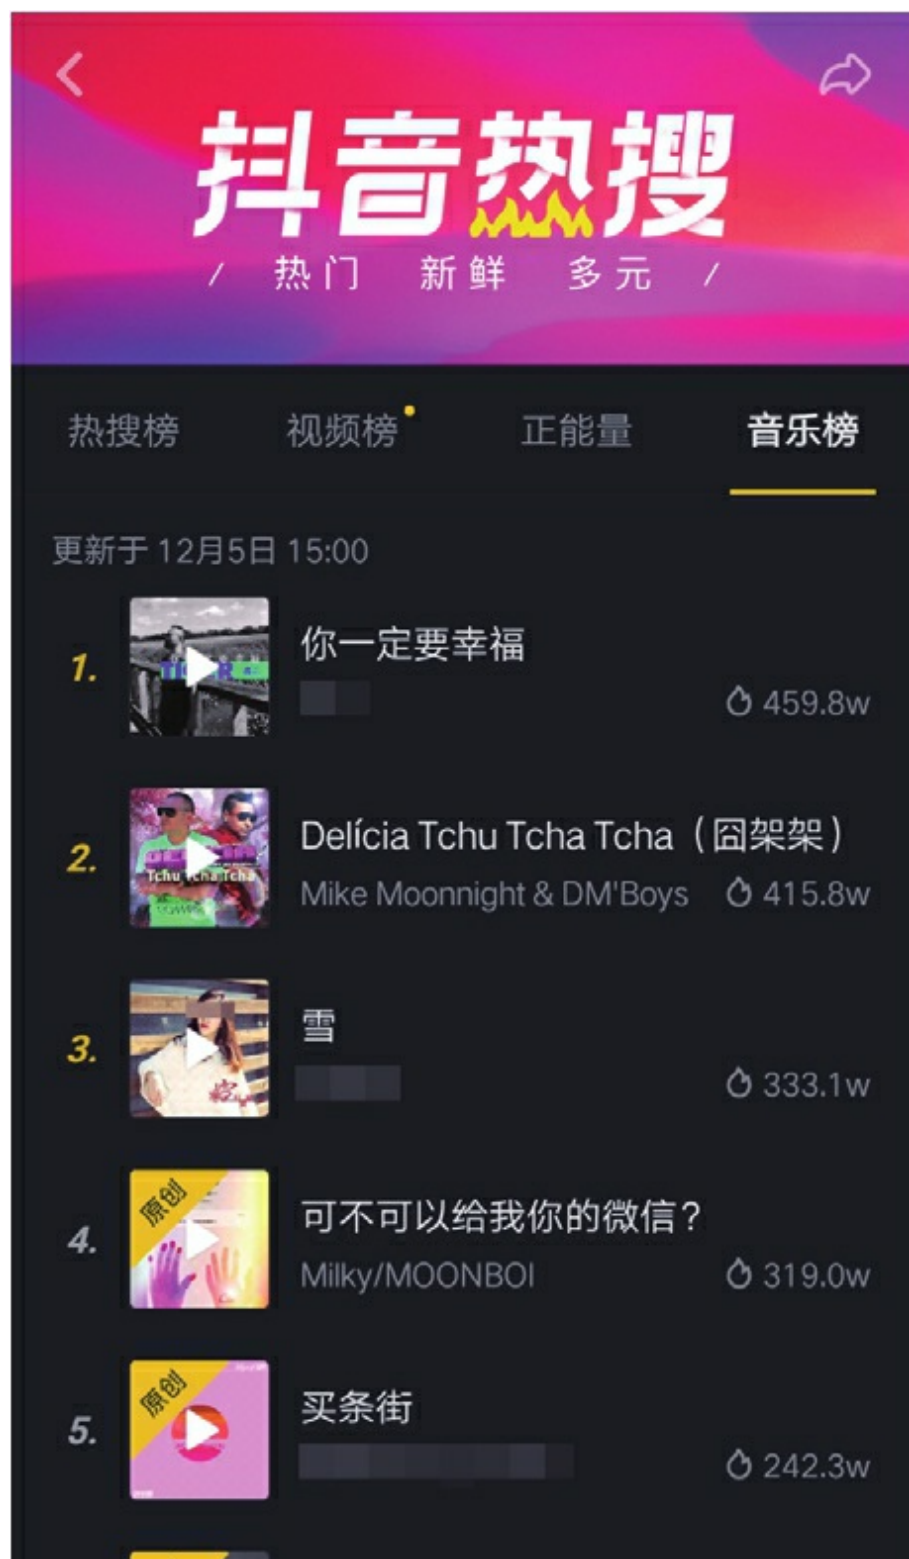 抖音热搜
/ 热门 新鲜 多元 /
热搜榜 视频榜 正能量 音乐榜
更新于 12月5日 15:00
1. 你一定要幸福
459.8w
2. Delícia Tchu Tcha Tcha（囧架架）
Mike Moonnight & DM'Boys 415.8w
Tchu Tcha Tcha
3. 雪
333.1w
原创
4. 可不可以给我你的微信？
Milky/MOONBOI 319.0w
原创
5. 买条街
242.3w